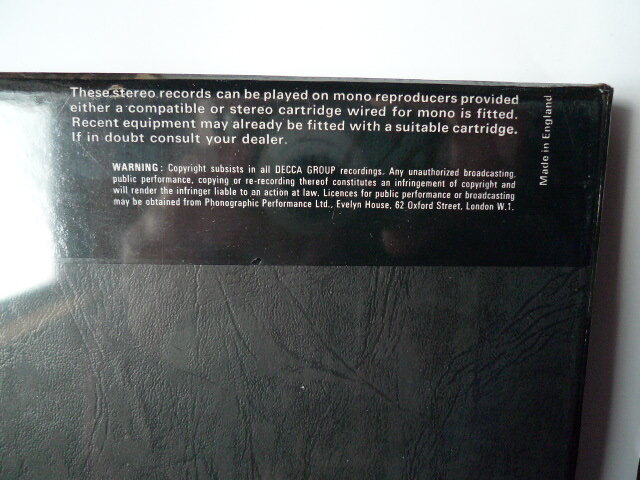 These stereo records can be played on mono reproducers provided
either a compatible or stereo cartridge wired for mono is fitted.
Recent equipment may already be fitted with a suitable cartridge.
If in doubt consult your dealer.
WARNING: Copyright subsists in all DECCA GROUP recordings. Any unauthorized broadcasting,
public performance, copying or re-recording thereof constitutes an infringement of copyright and
will render the infringer liable to an action at law. Licences for public performance or broadcasting
may be obtained from Phonographic Performance Ltd., Evelyn House, 62 Oxford Street, London W.1.
Made in England